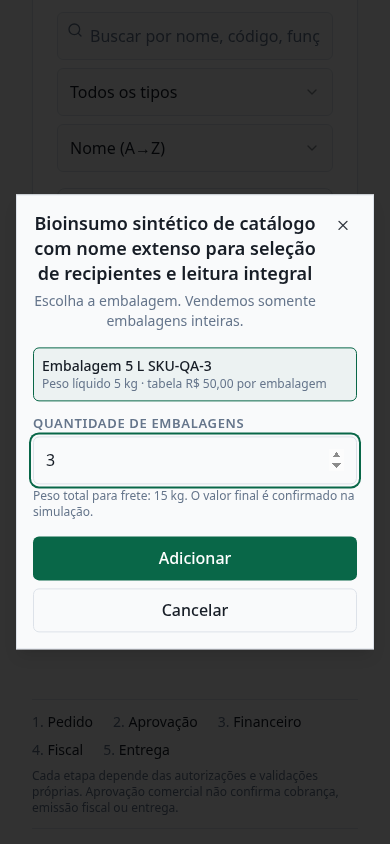 Buscar por nome, código, funç
Todos os tipos
Nome (A→Z)
Bioinsumo sintético de catálogo
com nome extenso para seleção
de recipientes e leitura integral
Escolha a embalagem. Vendemos somente
embalagens inteiras.
Embalagem 5 L SKU-QA-3
Peso líquido 5 kg · tabela R$ 50,00 por embalagem
QUANTIDADE DE EMBALAGENS
3
Peso total para frete: 15 kg. O valor final é confirmado na
simulação.
Adicionar
Cancelar
1. Pedido 2. Aprovação 3. Financeiro
4. Fiscal 5. Entrega
Cada etapa depende das autorizações e validações
próprias. Aprovação comercial não confirma cobrança,
emissão fiscal ou entrega.